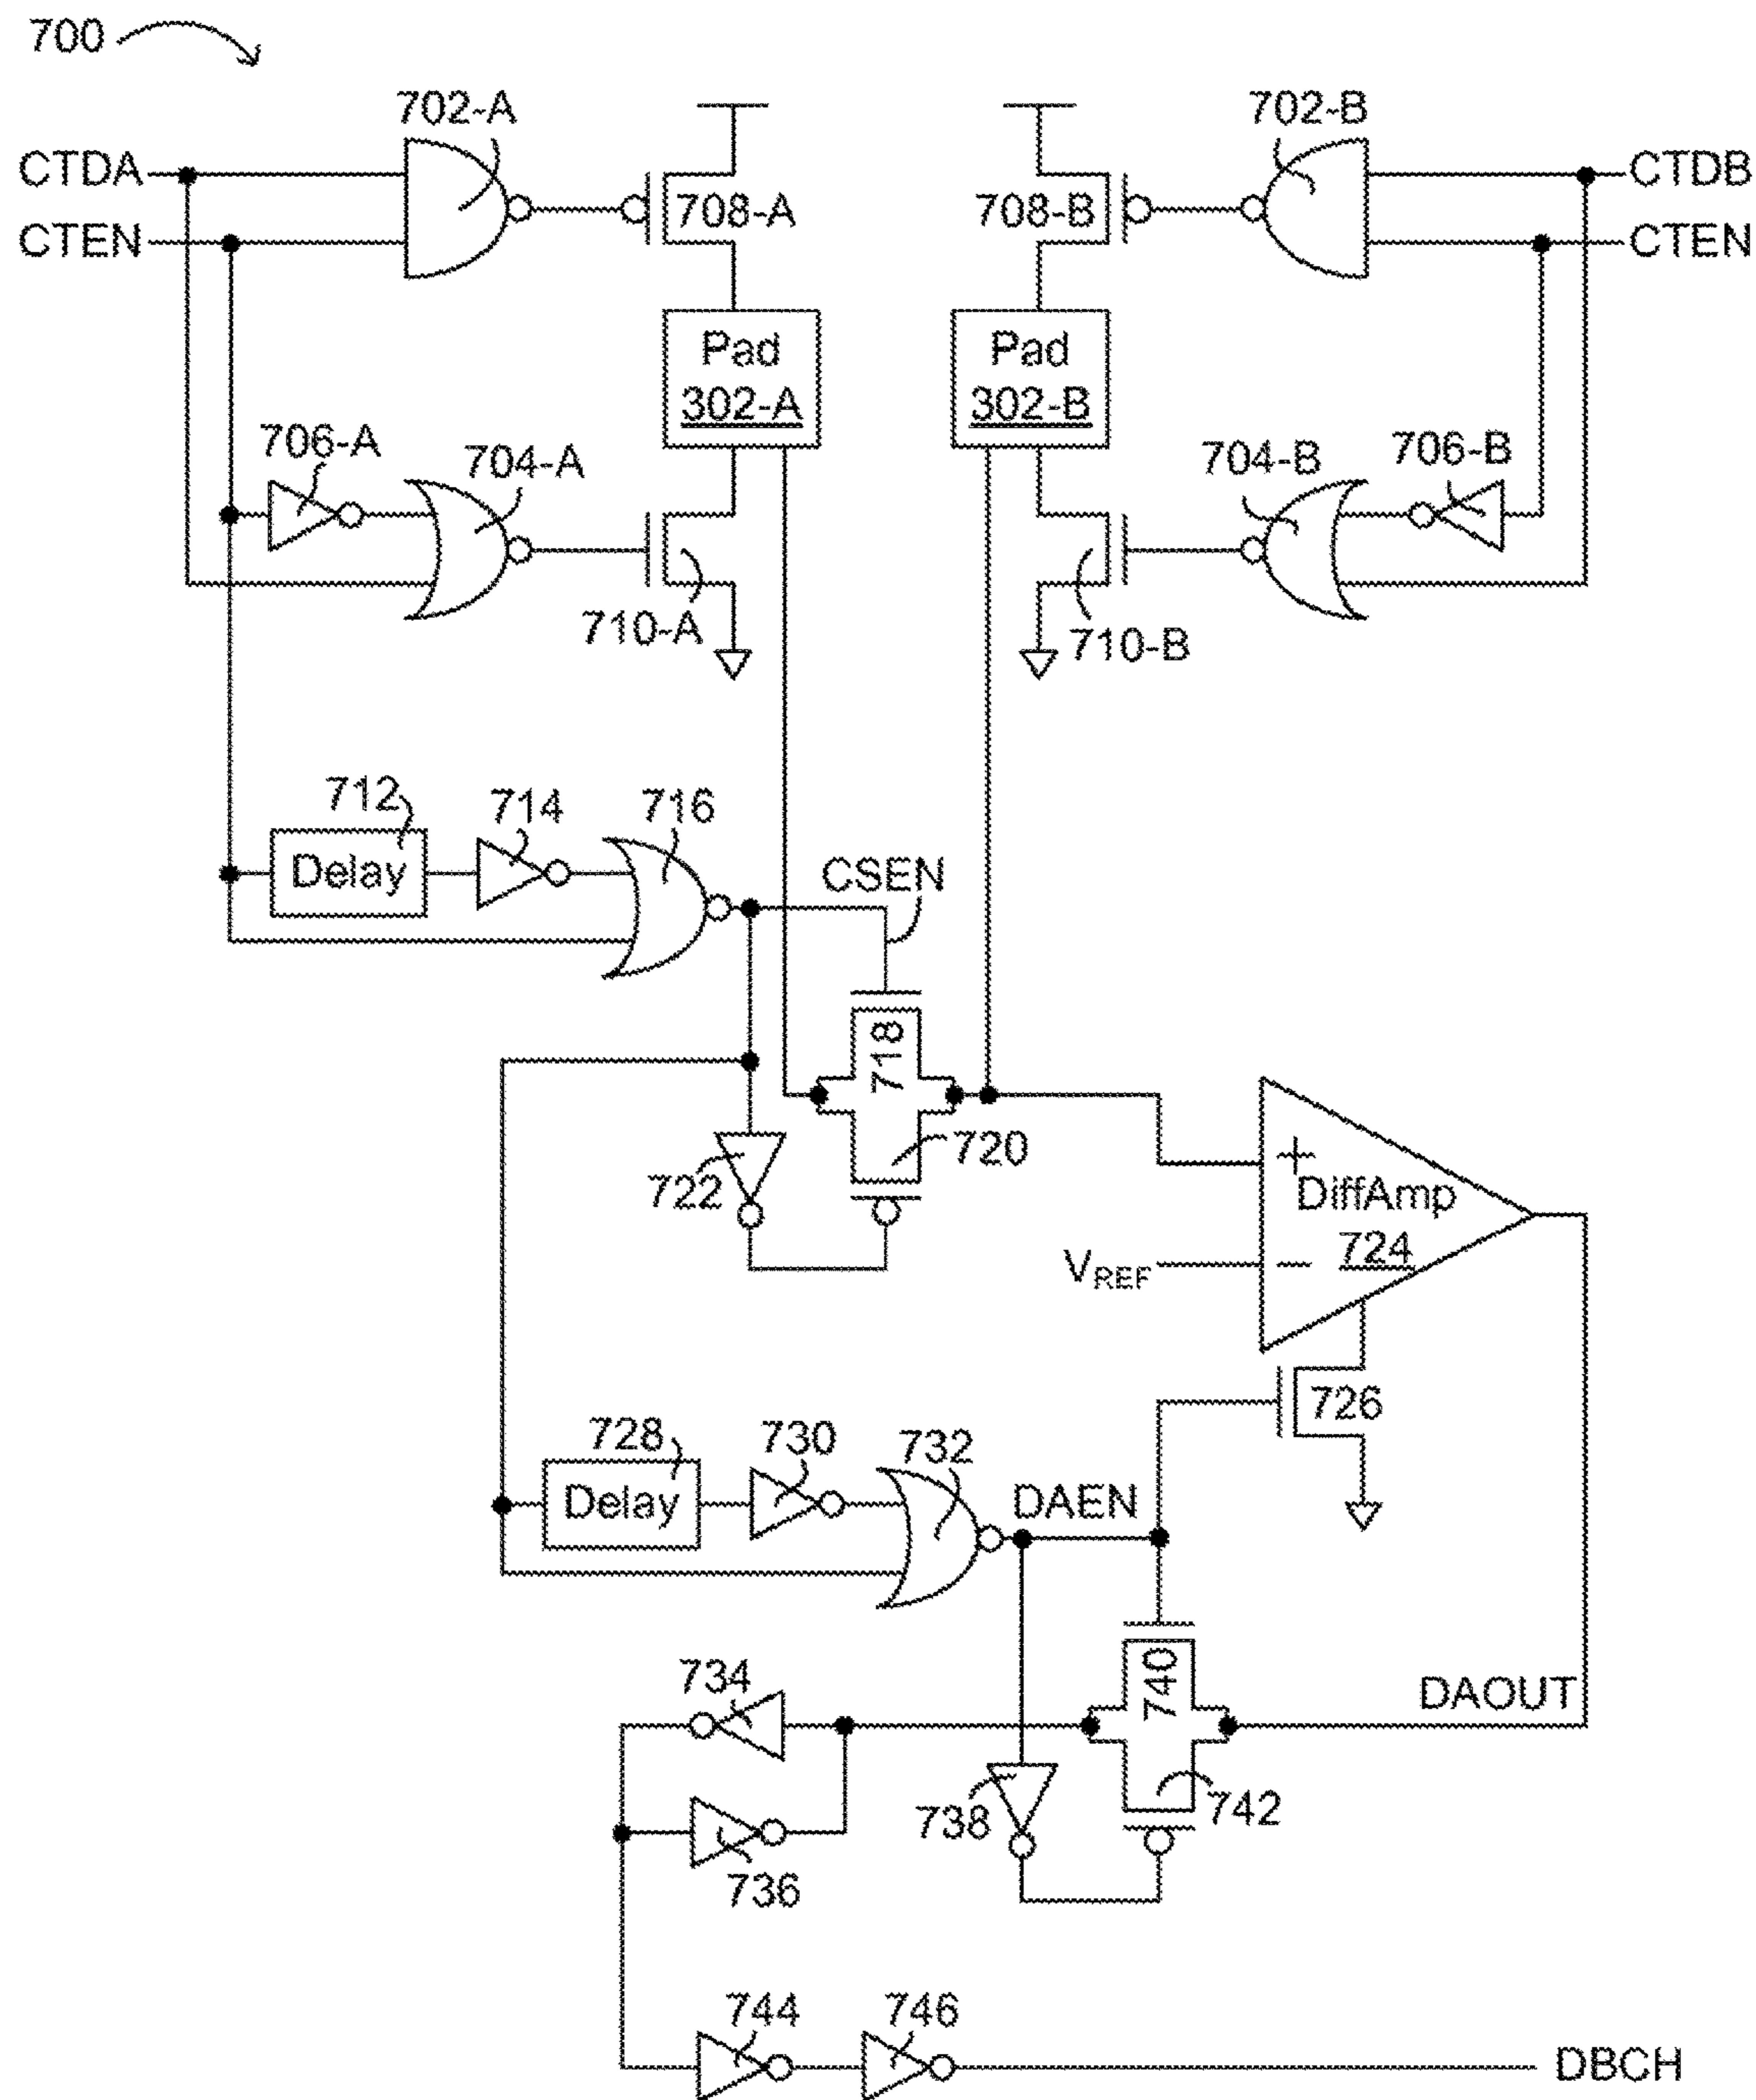 700
702-A
702-B
CTDA
CTDB
708-A
708-B
CTEN
CTEN
Pad
302-A
Pad
302-B
706-A
704-A
704-B
706-B
710-A
710-B
712
714
716
Delay
CSEN
718
720
722
+
DiffAmp
724
VREF
−
726
728
730
732
Delay
DAEN
734
740
DAOUT
736
738
742
744
746
DBCH